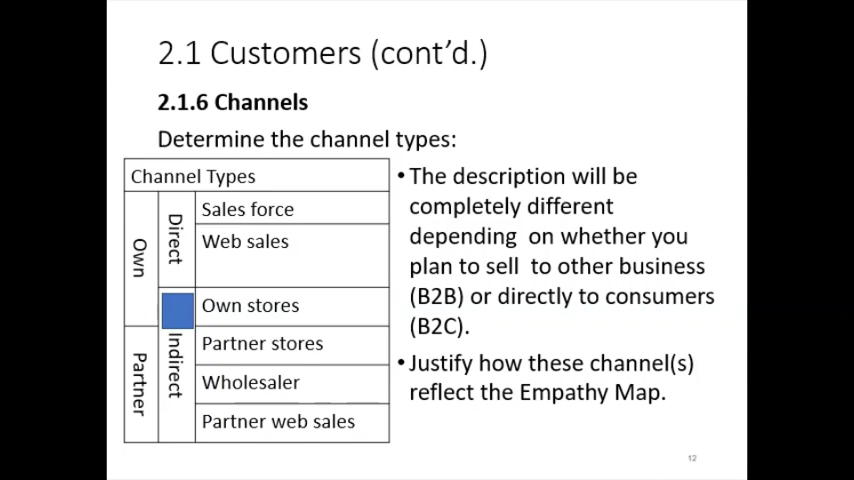 2.1 Customers (cont’d.)
2.1.6 Channels
Determine the channel types:
Channel Types
Own
Direct
Sales force
Web sales
Indirect
Own stores
Partner
Partner stores
Wholesaler
Partner web sales
•The description will be
completely different
depending on whether you
plan to sell to other business
(B2B) or directly to consumers
(B2C).
•Justify how these channel(s)
reflect the Empathy Map.
12